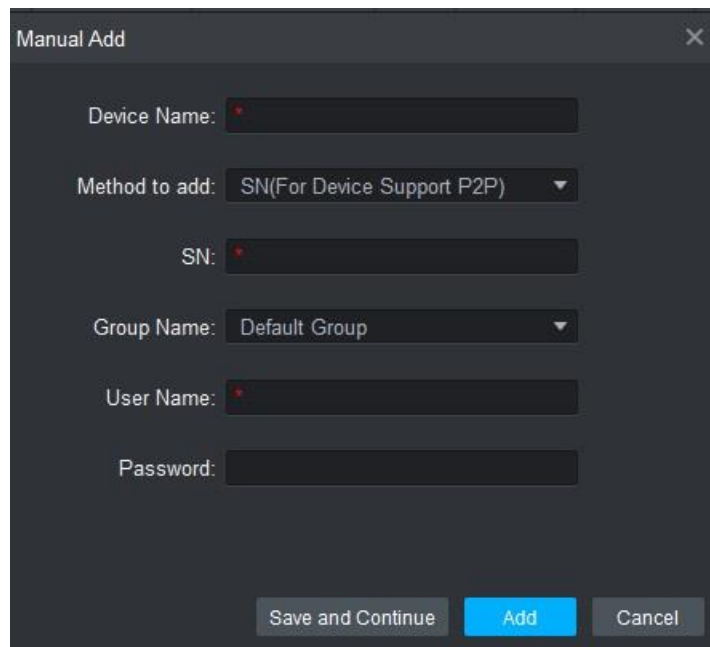 Manual Add
Device Name: *
Method to add: SN(For Device Support P2P)
SN: *
Group Name: Default Group
User Name: *
Password:
Save and Continue Add Cancel